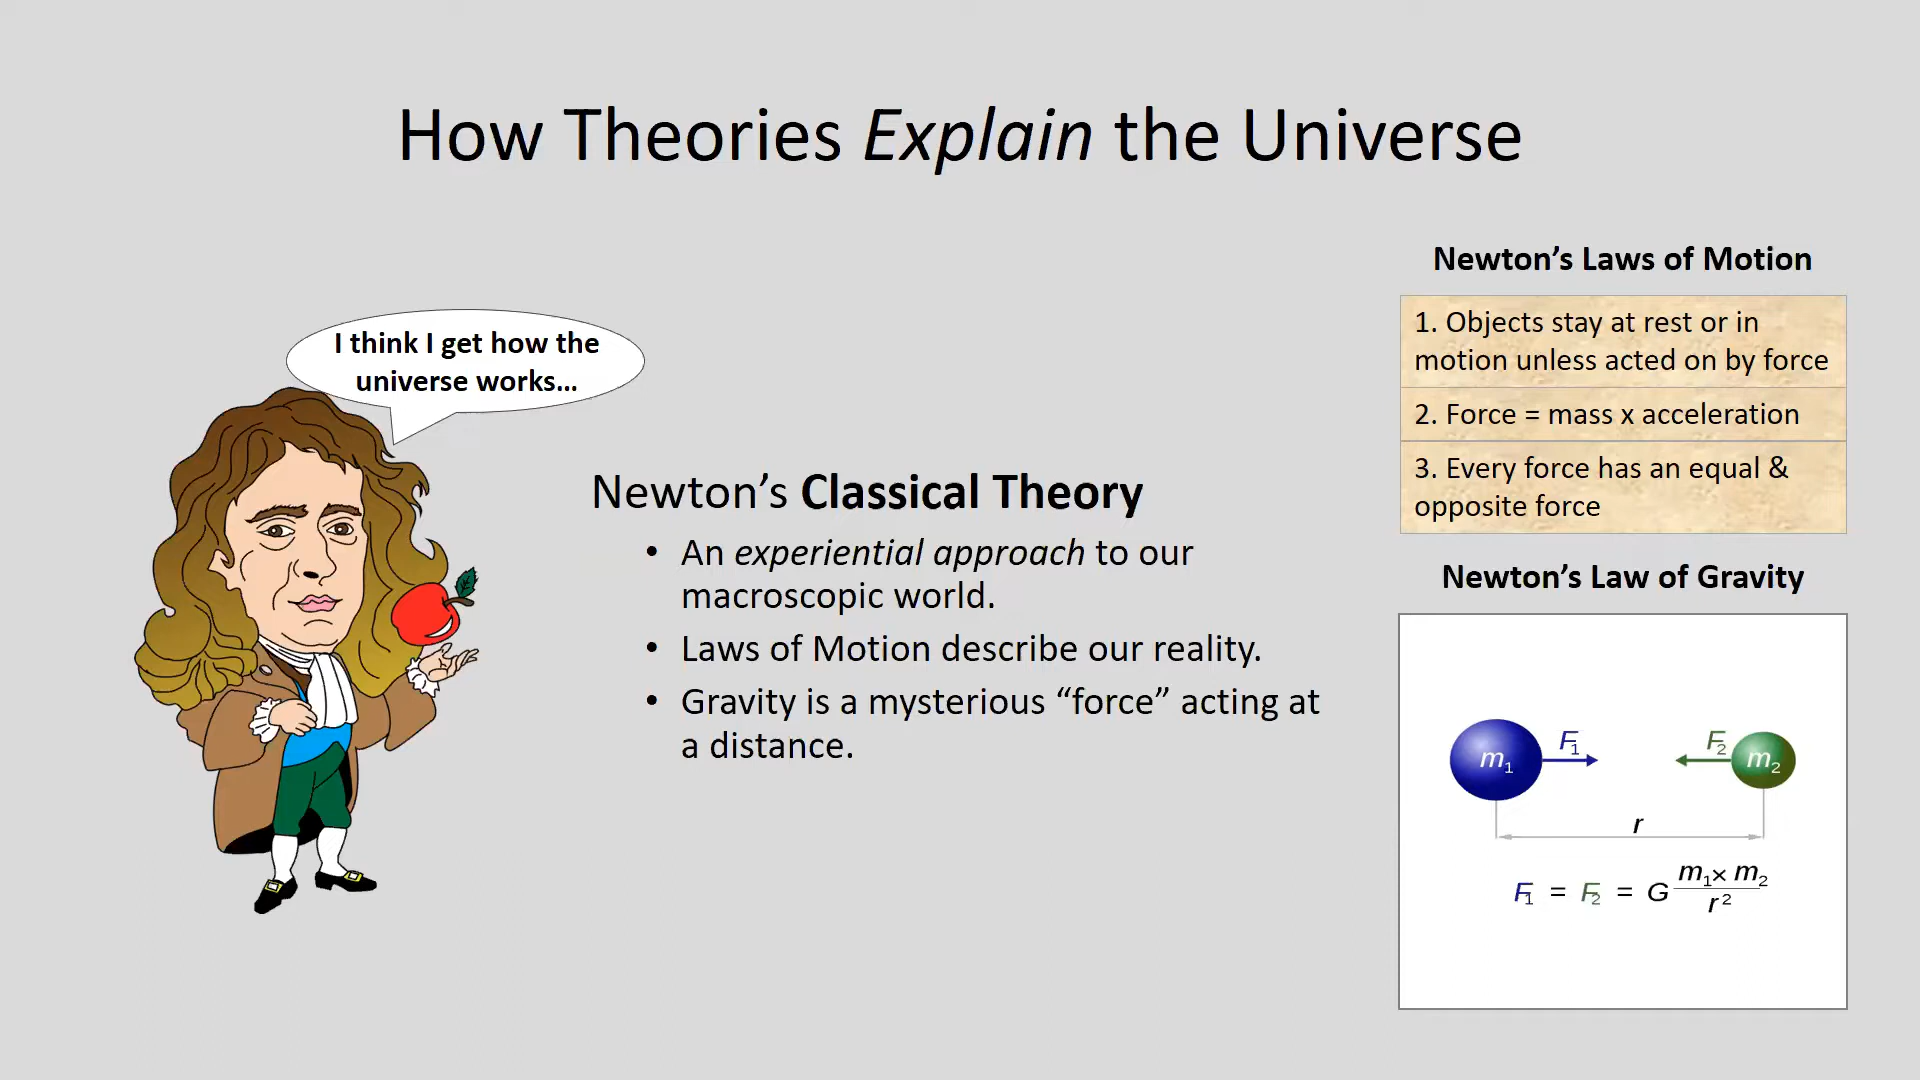 How Theories Explain the Universe
I think I get how the
universe works...
Newton’s Classical Theory
• An experiential approach to our
macroscopic world.
• Laws of Motion describe our reality.
• Gravity is a mysterious “force” acting at
a distance.
Newton’s Laws of Motion
1. Objects stay at rest or in
motion unless acted on by force
2. Force = mass x acceleration
3. Every force has an equal &
opposite force
Newton’s Law of Gravity
m₁ F₁ F₂ m₂
r
F₁ = F₂ = G m₁× m₂
r²